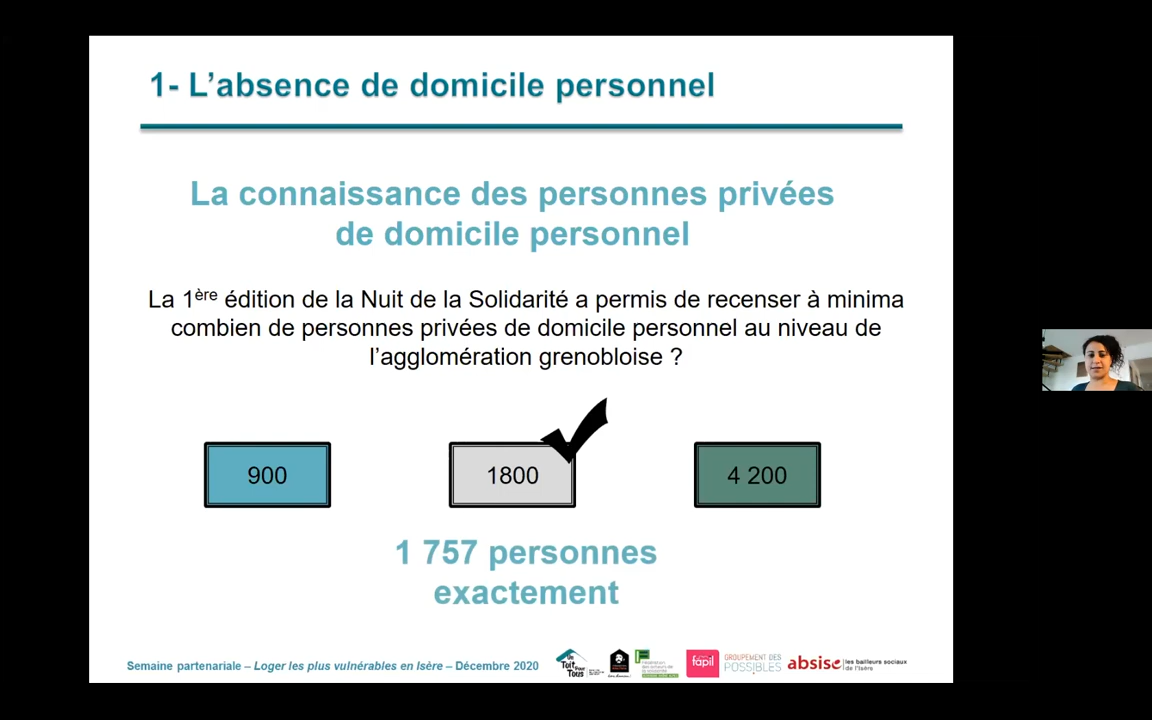 1- L’absence de domicile personnel
La connaissance des personnes privées
de domicile personnel
La 1ère édition de la Nuit de la Solidarité a permis de recenser à minima
combien de personnes privées de domicile personnel au niveau de
l’agglomération grenobloise ?
900
1800
4 200
1 757 personnes
exactement
Semaine partenariale – Loger les plus vulnérables en Isère – Décembre 2020
Un Toit Pour Tous
fapil
GROUPEMENT DES
POSSIBLES
absise
les bailleurs sociaux
de l'Isère